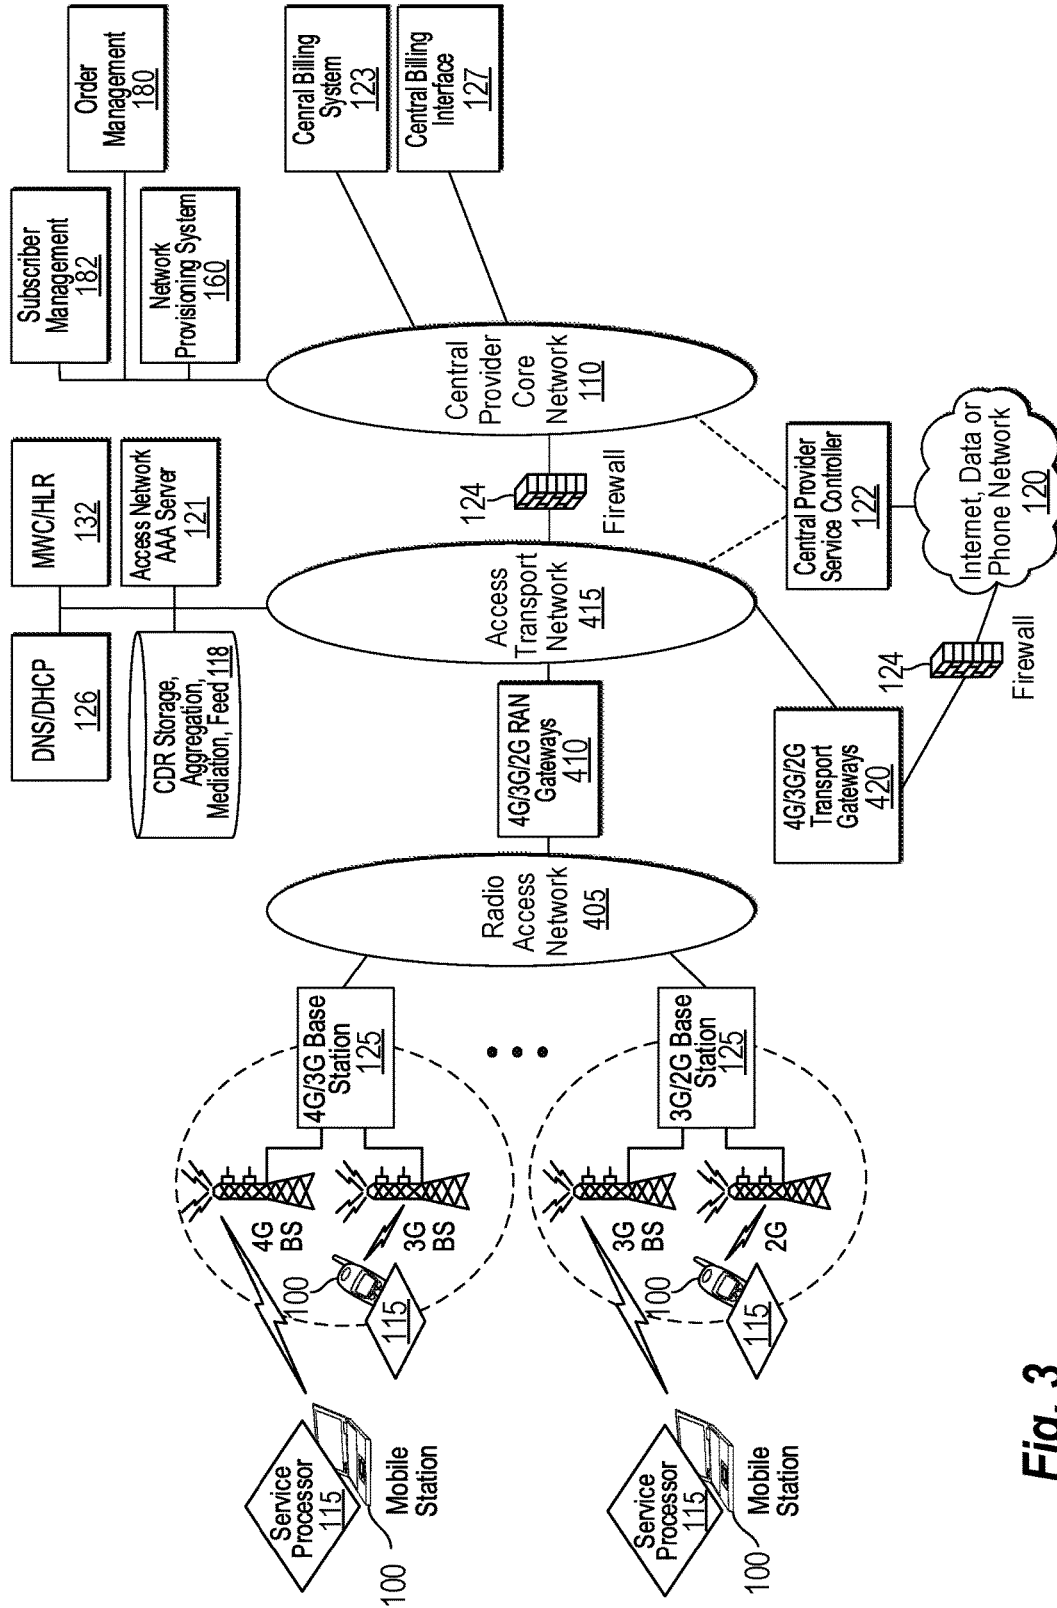 Subscriber
Management
182
Order
Management
180
Network
Provisioning System
160
Cenral Billing
System
123
Central Billing
Interface
127
Central
Provider
Core
Network
110
DNS/DHCP
126
MWC/HLR
132
CDR Storage,
Aggregation,
Mediation, Feed 118
Access Network
AAA Server
121
124
Firewall
Access
Transport
Network
415
4G/3G/2G RAN
Gateways
410
Radio
Access
Network
405
Central Provider
Service Controller
122
Internet, Data or
Phone Network
120
124
Firewall
4G/3G/2G
Transport
Gateways
420
4G/3G Base
Station
125
4G
BS
3G
BS
100
115
Service
Processor
115
100
Mobile
Station
3G/2G Base
Station
125
3G
BS
2G
100
115
Service
Processor
115
100
Mobile
Station
Fig. 3